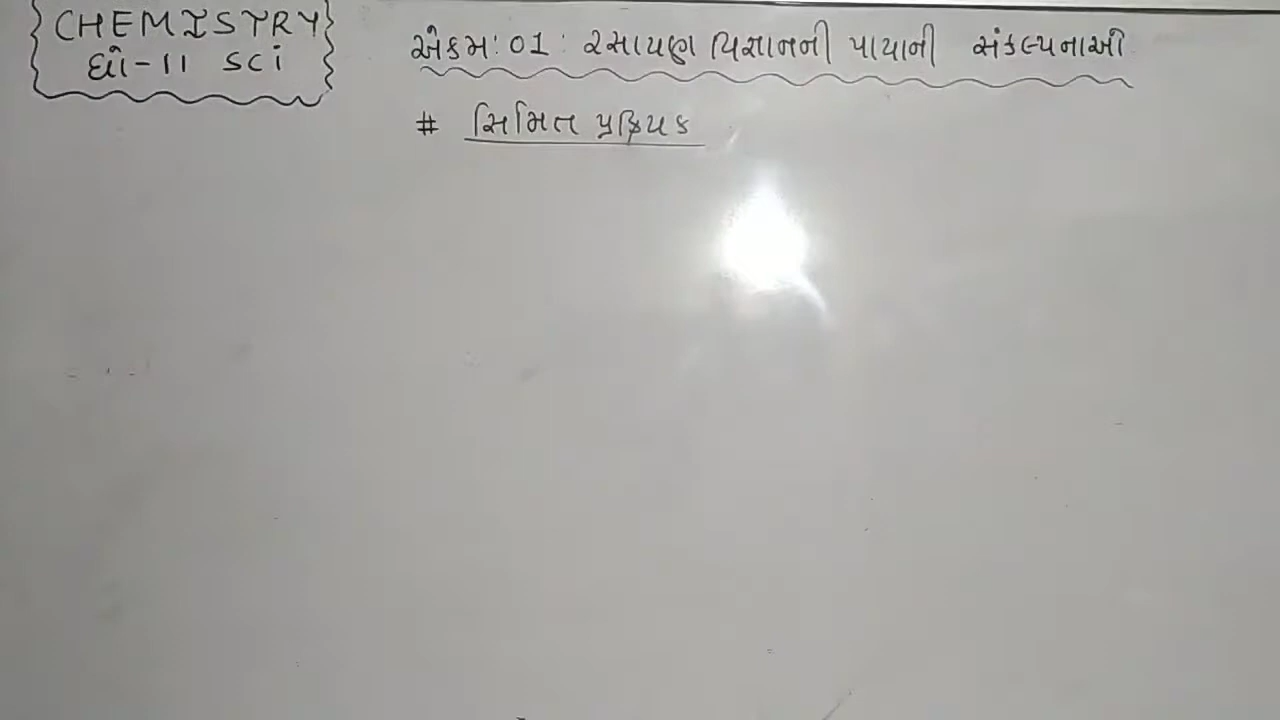 CHEMISTRY
ધો-11 Sci
એકમ: 01: રસાયણ વિજ્ઞાનની પાયાની સંકલ્પનાઓ
# સિમિત પ્રક્રિયક